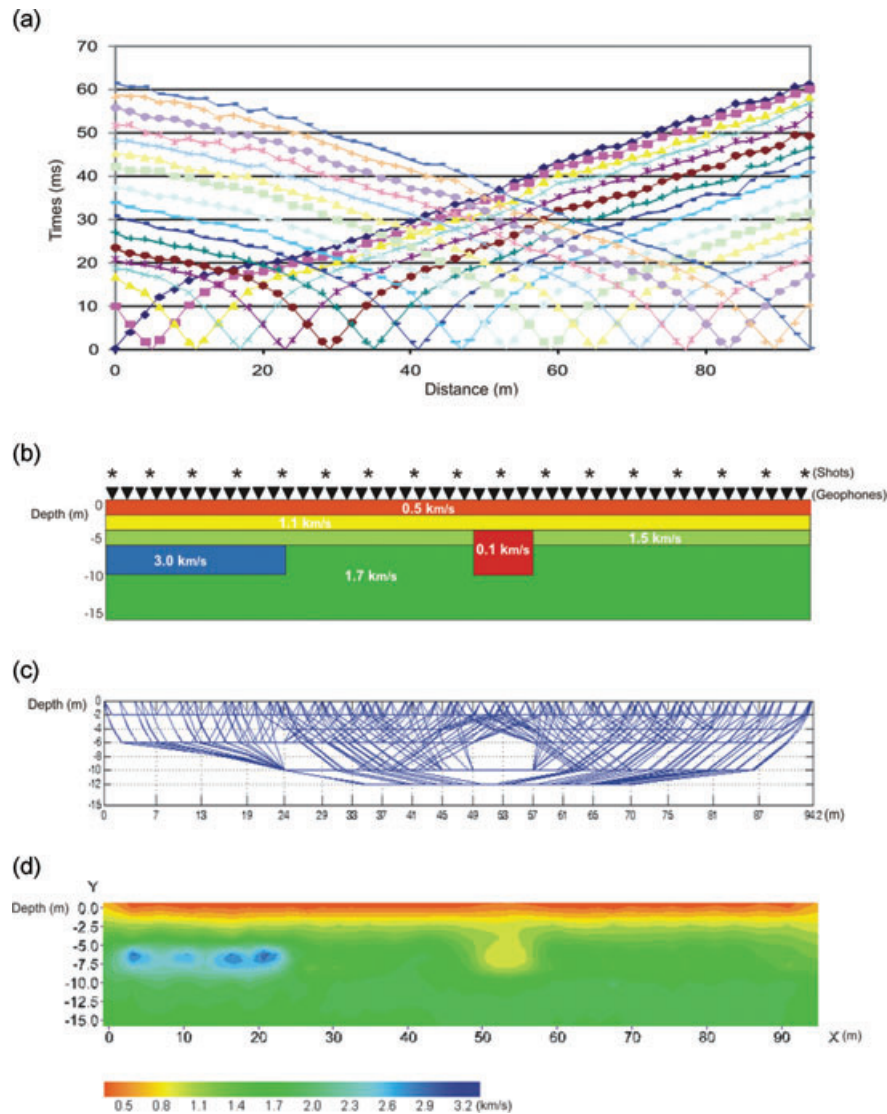 (a)
70
60
50
40
30
20
10
0
Times (ms)
0 20 40 60 80
Distance (m)
(b)
(Shots)
(Geophones)
Depth (m)
0
-5
-10
-15
0.5 km/s
1.1 km/s
1.5 km/s
0.1 km/s
3.0 km/s
1.7 km/s
(c)
Depth (m)
0
-2
-4
-6
-8
-10
-12
-15
0 7 13 19 24 29 33 37 41 45 49 53 57 61 65 70 75 81 87 94.2 (m)
(d)
Y
Depth (m)
0.0
-2.5
-5.0
-7.5
-10.0
-12.5
-15.0
0 10 20 30 40 50 60 70 80 90 X (m)
0.5 0.8 1.1 1.4 1.7 2.0 2.3 2.6 2.9 3.2 (km/s)